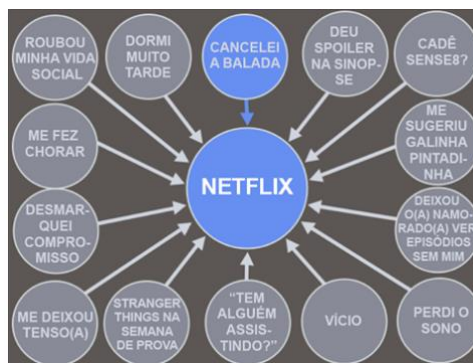 ROUBOU
MINHA VIDA
SOCIAL
DORMI
MUITO
TARDE
CANCELEI
A BALADA
DEU
SPOILER
NA SINOP-
SE
CADÊ
SENSE8?
ME FEZ
CHORAR
ME
SUGERIU
GALINHA
PINTADI-
NHA
NETFLIX
DESMAR-
QUEI
COMPRO-
MISSO
DEIXOU
O(A) NAMO-
RADO(A) VER
EPISÓDIOS
SEM MIM
ME DEIXOU
TENSO(A)
STRANGER
THINGS NA
SEMANA
DE PROVA
"TEM
ALGUÉM
ASSIS-
TINDO?"
VÍCIO
PERDI O
SONO